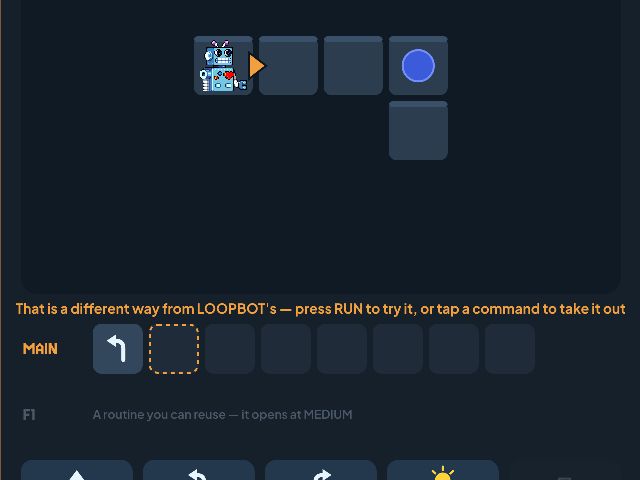 That is a different way from LOOPBOT's — press RUN to try it, or tap a command to take it out
MAIN
F1 A routine you can reuse — it opens at MEDIUM